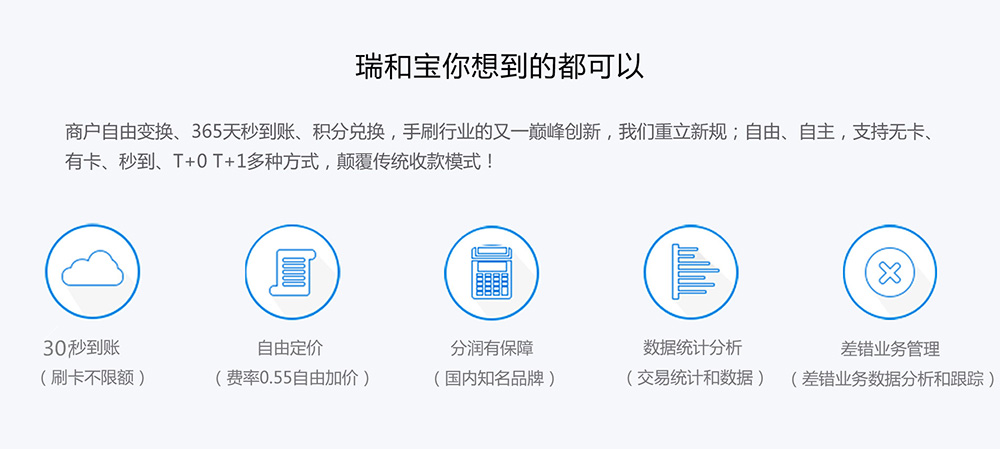 瑞和宝你想到的都可以
商户自由变换、365天秒到账、积分兑换，手刷行业的又一巅峰创新，我们重立新规；自由、自主，支持无卡、
有卡、秒到、T+0 T+1多种方式，颠覆传统收款模式！
30秒到账
自由定价
分润有保障
数据统计分析
差错业务管理
（刷卡不限额）
（费率0.55自由加价）
（国内知名品牌）
（交易统计和数据）
（差错业务数据分析和跟踪）